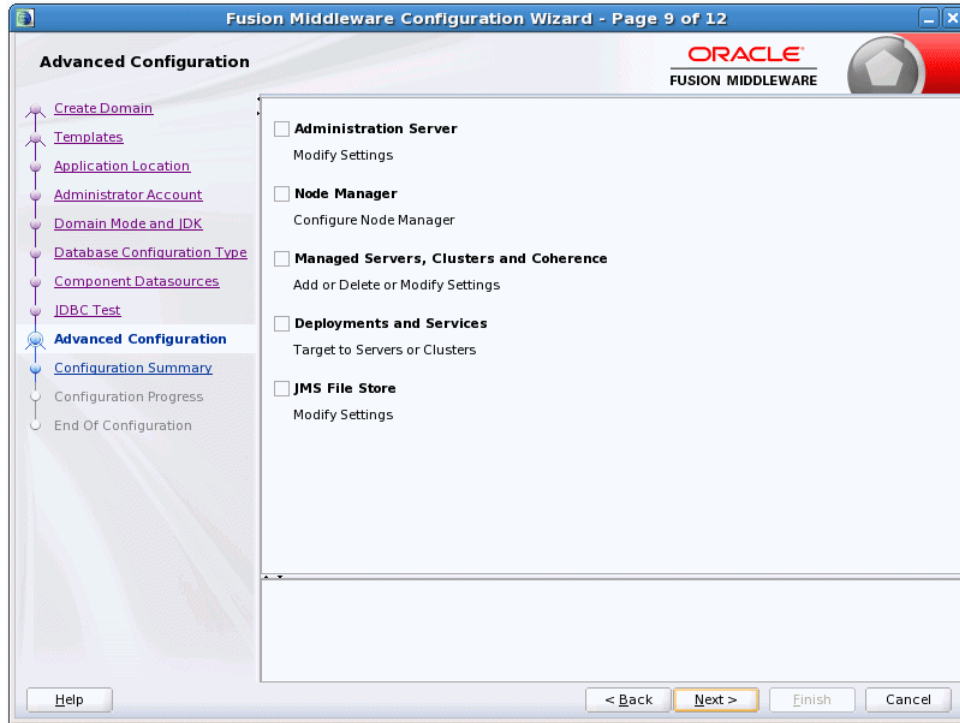 Fusion Middleware Configuration Wizard - Page 9 of 12
Advanced Configuration
ORACLE
FUSION MIDDLEWARE
Create Domain
Templates
Application Location
Administrator Account
Domain Mode and JDK
Database Configuration Type
Component Datasources
JDBC Test
Advanced Configuration
Configuration Summary
Configuration Progress
End Of Configuration
Administration Server
Modify Settings
Node Manager
Configure Node Manager
Managed Servers, Clusters and Coherence
Add or Delete or Modify Settings
Deployments and Services
Target to Servers or Clusters
JMS File Store
Modify Settings
Help
< Back
Next >
Finish
Cancel